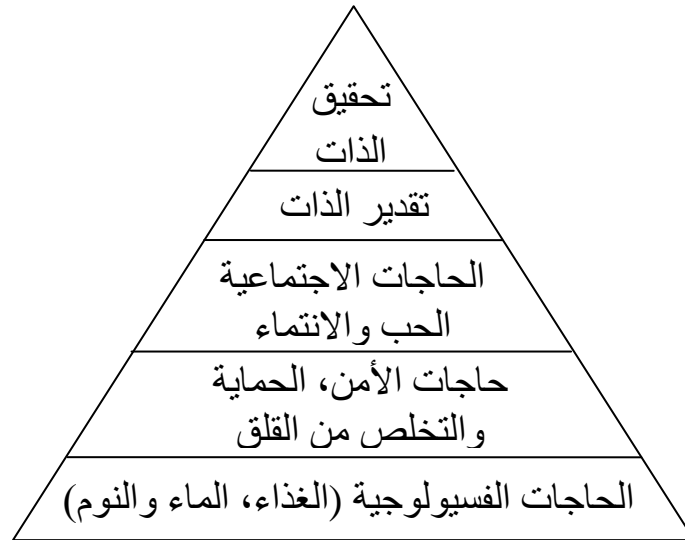 تحقيق
الذات
تقدير الذات
الحاجات الاجتماعية
الحب والانتماء
حاجات الأمن، الحماية
والتخلص من القلق
الحاجات الفسيولوجية (الغذاء، الماء والنوم)